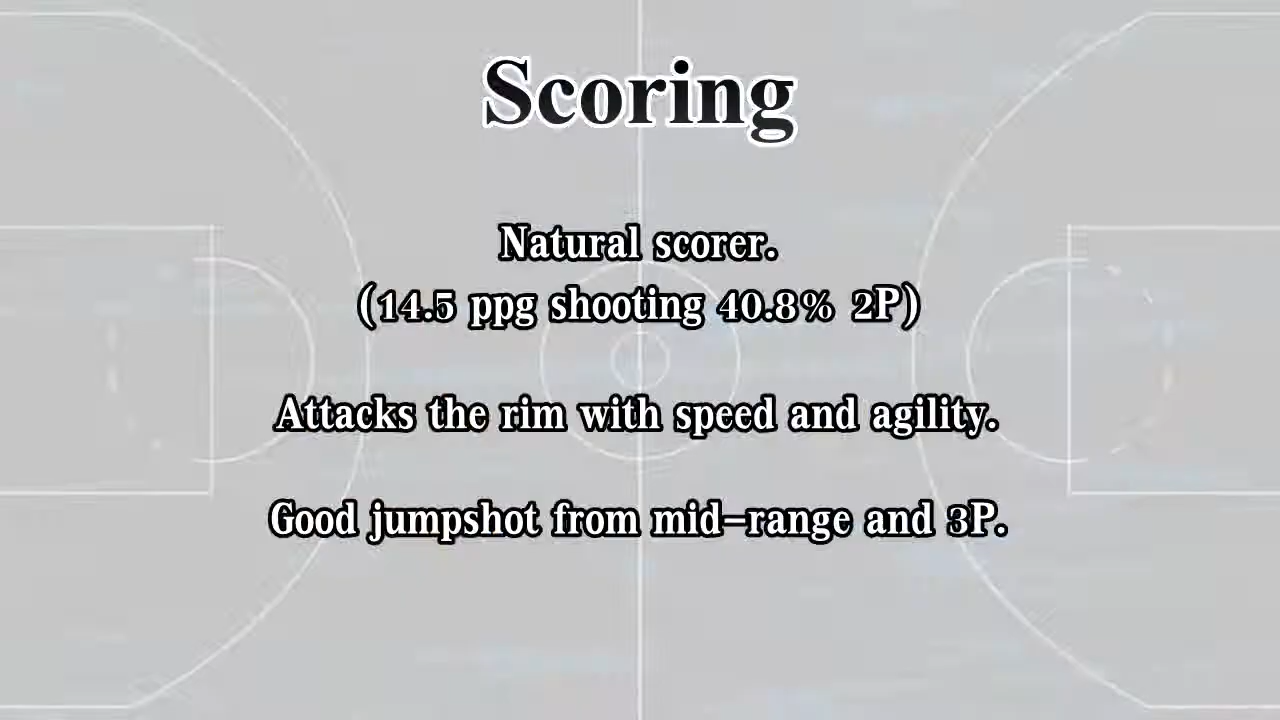 Scoring
Natural scorer.
(14.5 ppg shooting 40.8% 2P)
Attacks the rim with speed and agility.
Good jumpshot from mid-range and 3P.